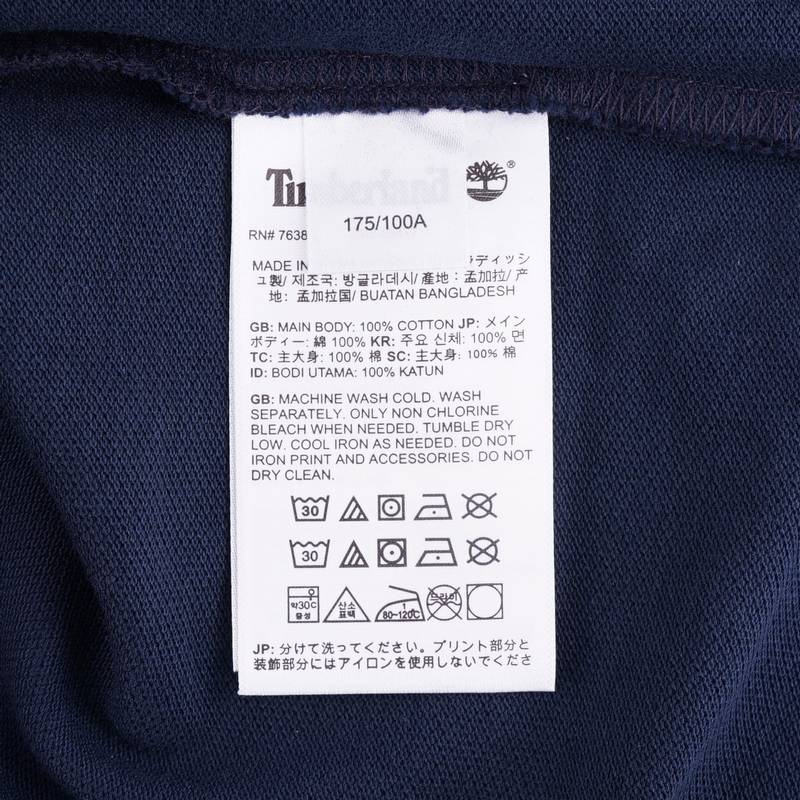 Timberland ®
175/100A
RN# 7638
MADE IN ラディッシ
ュ製/ 제조국: 방글라데시/ 產地: 孟加拉/ 产
地: 孟加拉国/ BUATAN BANGLADESH
GB: MAIN BODY: 100% COTTON JP: メイン
ボディー: 綿 100% KR: 주요 신체: 100% 면
TC: 主大身: 100% 棉 SC: 主大身: 100% 棉
ID: BODI UTAMA: 100% KATUN
GB: MACHINE WASH COLD. WASH
SEPARATELY. ONLY NON CHLORINE
BLEACH WHEN NEEDED. TUMBLE DRY
LOW. COOL IRON AS NEEDED. DO NOT
IRON PRINT AND ACCESSORIES. DO NOT
DRY CLEAN.
30
30
약30℃ 중성 산소 표백 1 80-120℃ 드라이
JP: 分けて洗ってください。プリント部分と
装飾部分にはアイロンを使用しないでくださ